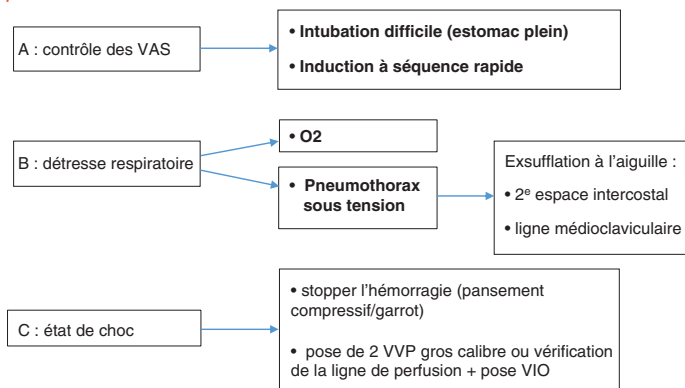 A : contrôle des VAS
• Intubation difficile (estomac plein)
• Induction à séquence rapide
B : détresse respiratoire
• O2
• Pneumothorax
sous tension
Exsufflation à l'aiguille :
• 2e espace intercostal
• ligne médioclaviculaire
C : état de choc
• stopper l'hémorragie (pansement
compressif/garrot)
• pose de 2 VVP gros calibre ou vérification
de la ligne de perfusion + pose VIO